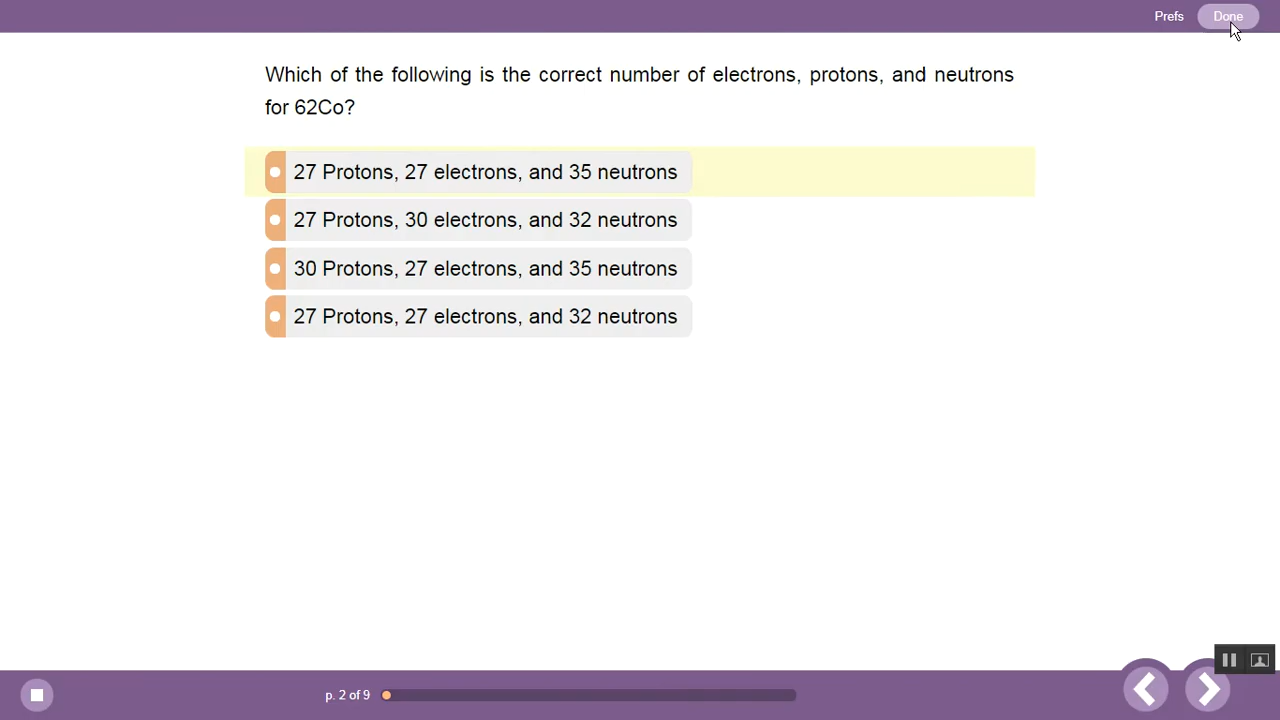 Prefs
Done
Which of the following is the correct number of electrons, protons, and neutrons
for 62Co?
27 Protons, 27 electrons, and 35 neutrons
27 Protons, 30 electrons, and 32 neutrons
30 Protons, 27 electrons, and 35 neutrons
27 Protons, 27 electrons, and 32 neutrons
p. 2 of 9